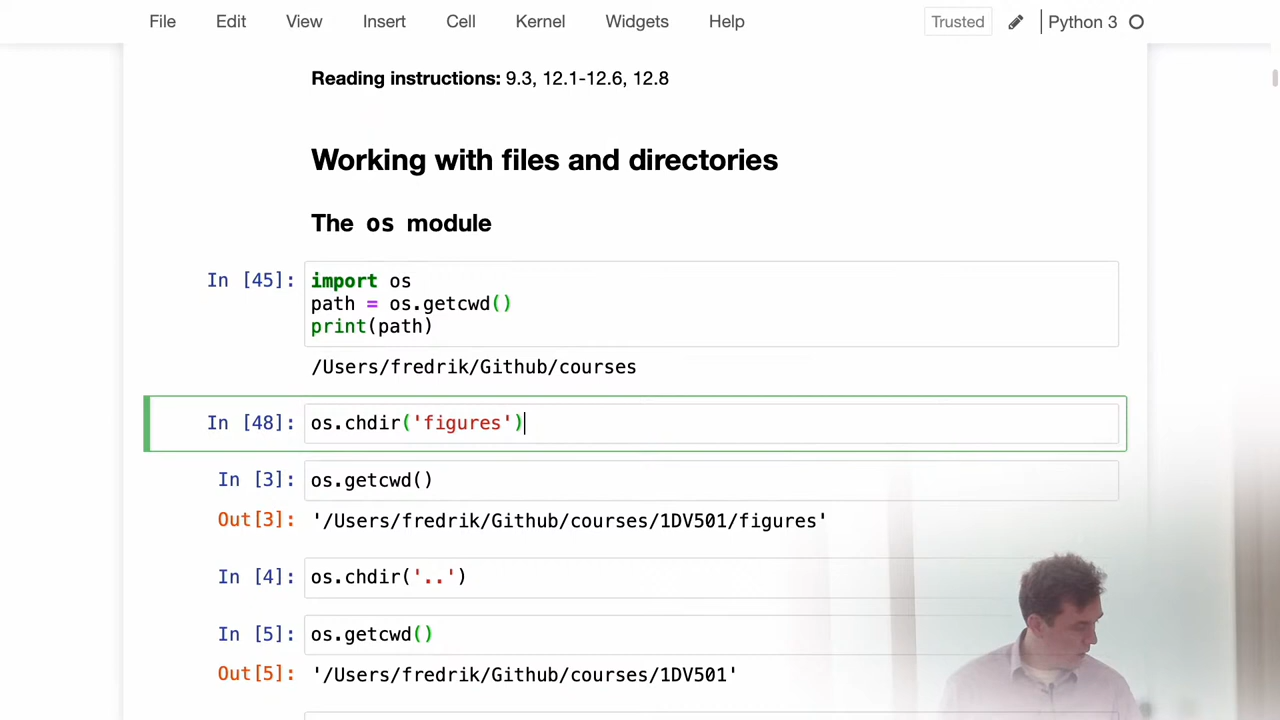 File Edit View Insert Cell Kernel Widgets Help Trusted Python 3
Reading instructions: 9.3, 12.1-12.6, 12.8
Working with files and directories
The os module
In [45]: import os
path = os.getcwd()
print(path)
/Users/fredrik/Github/courses
In [48]: os.chdir('figures')
In [3]: os.getcwd()
Out[3]: '/Users/fredrik/Github/courses/1DV501/figures'
In [4]: os.chdir('..')
In [5]: os.getcwd()
Out[5]: '/Users/fredrik/Github/courses/1DV501'